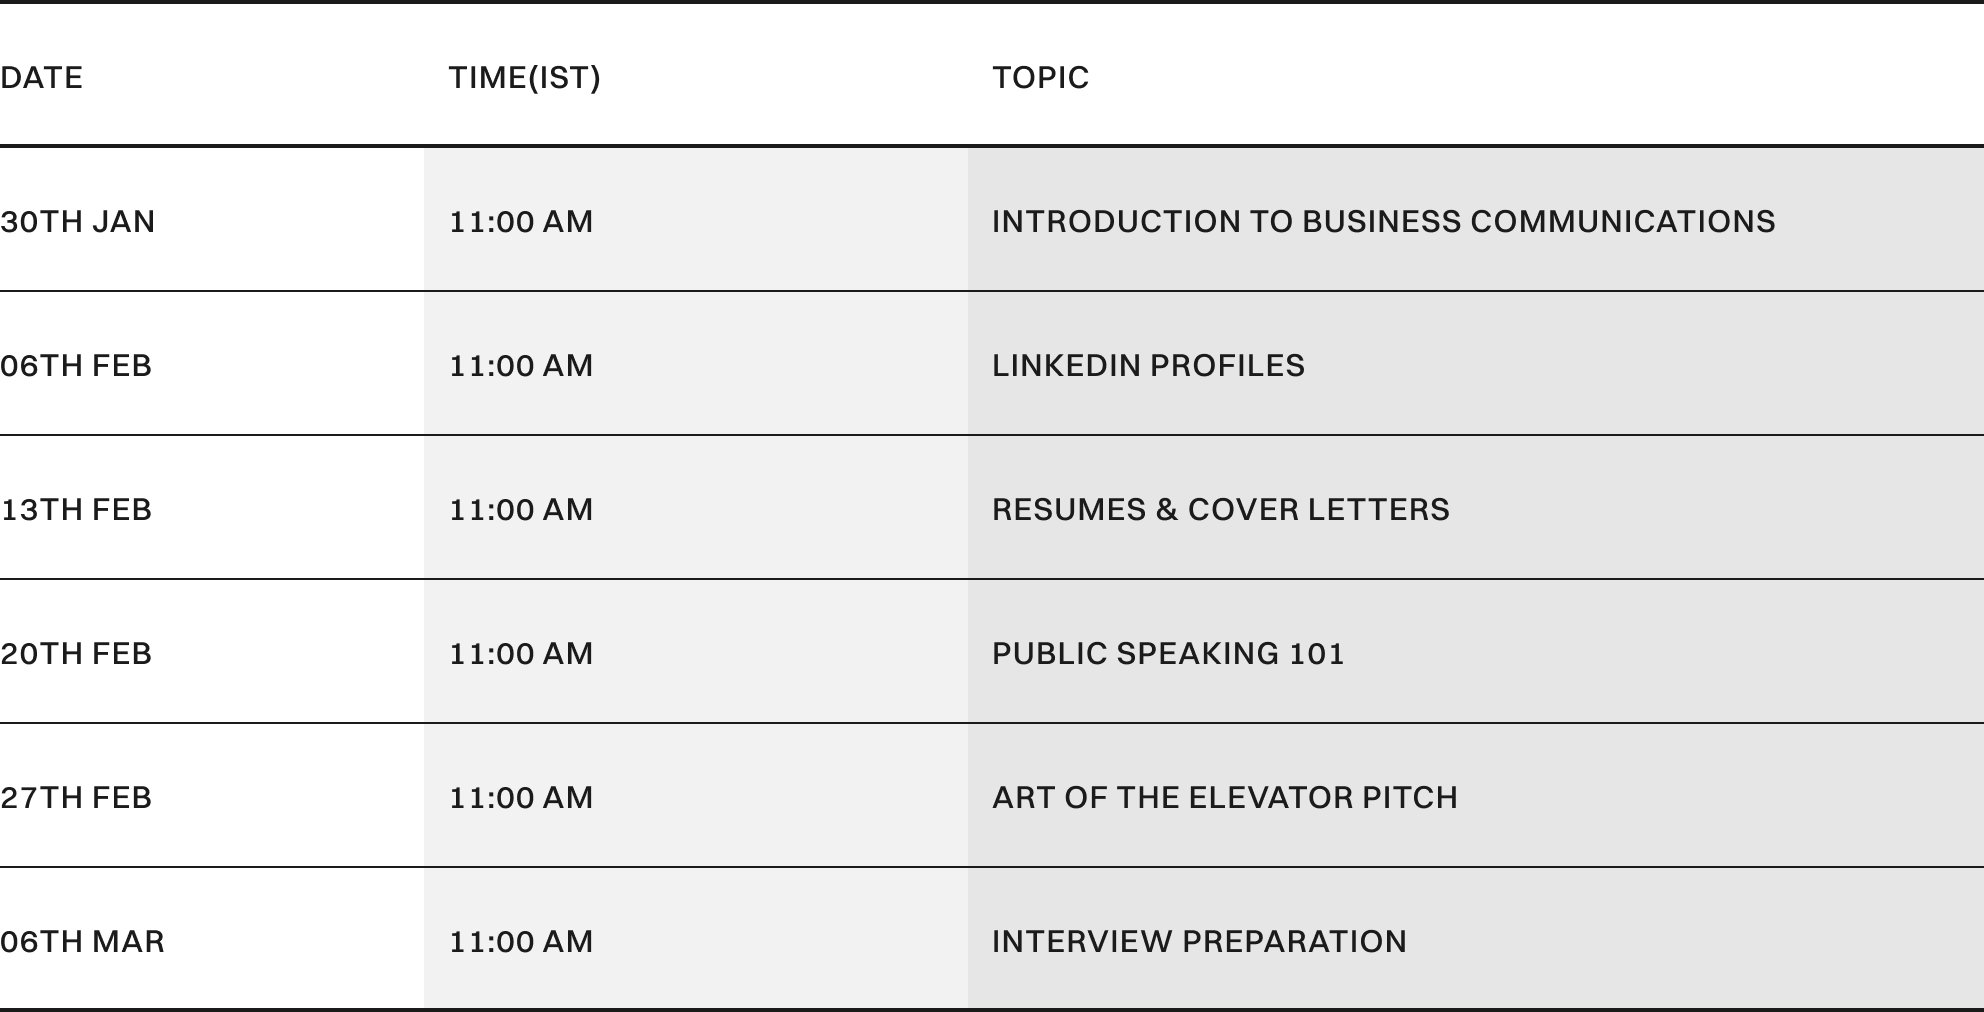 DATE TIME(IST) TOPIC
30TH JAN 11:00 AM INTRODUCTION TO BUSINESS COMMUNICATIONS
06TH FEB 11:00 AM LINKEDIN PROFILES
13TH FEB 11:00 AM RESUMES & COVER LETTERS
20TH FEB 11:00 AM PUBLIC SPEAKING 101
27TH FEB 11:00 AM ART OF THE ELEVATOR PITCH
06TH MAR 11:00 AM INTERVIEW PREPARATION